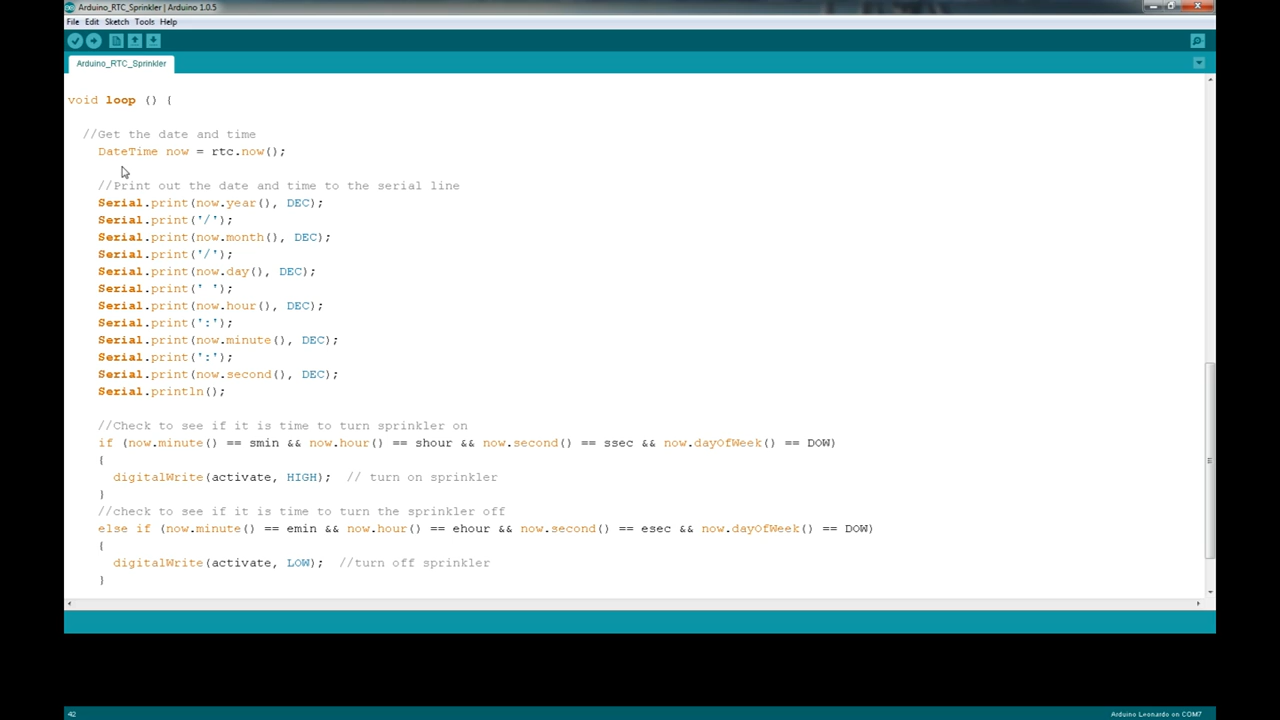 Arduino_RTC_Sprinkler | Arduino 1.0.5
File Edit Sketch Tools Help
Arduino_RTC_Sprinkler
void loop () {
//Get the date and time
DateTime now = rtc.now();
//Print out the date and time to the serial line
Serial.print(now.year(), DEC);
Serial.print('/');
Serial.print(now.month(), DEC);
Serial.print('/');
Serial.print(now.day(), DEC);
Serial.print(' ');
Serial.print(now.hour(), DEC);
Serial.print(':');
Serial.print(now.minute(), DEC);
Serial.print(':');
Serial.print(now.second(), DEC);
Serial.println();
//Check to see if it is time to turn sprinkler on
if (now.minute() == smin && now.hour() == shour && now.second() == ssec && now.dayOfWeek() == DOW)
{
digitalWrite(activate, HIGH);  // turn on sprinkler
}
//check to see if it is time to turn the sprinkler off
else if (now.minute() == emin && now.hour() == ehour && now.second() == esec && now.dayOfWeek() == DOW)
{
digitalWrite(activate, LOW);  //turn off sprinkler
}
42
Arduino Leonardo on COM7